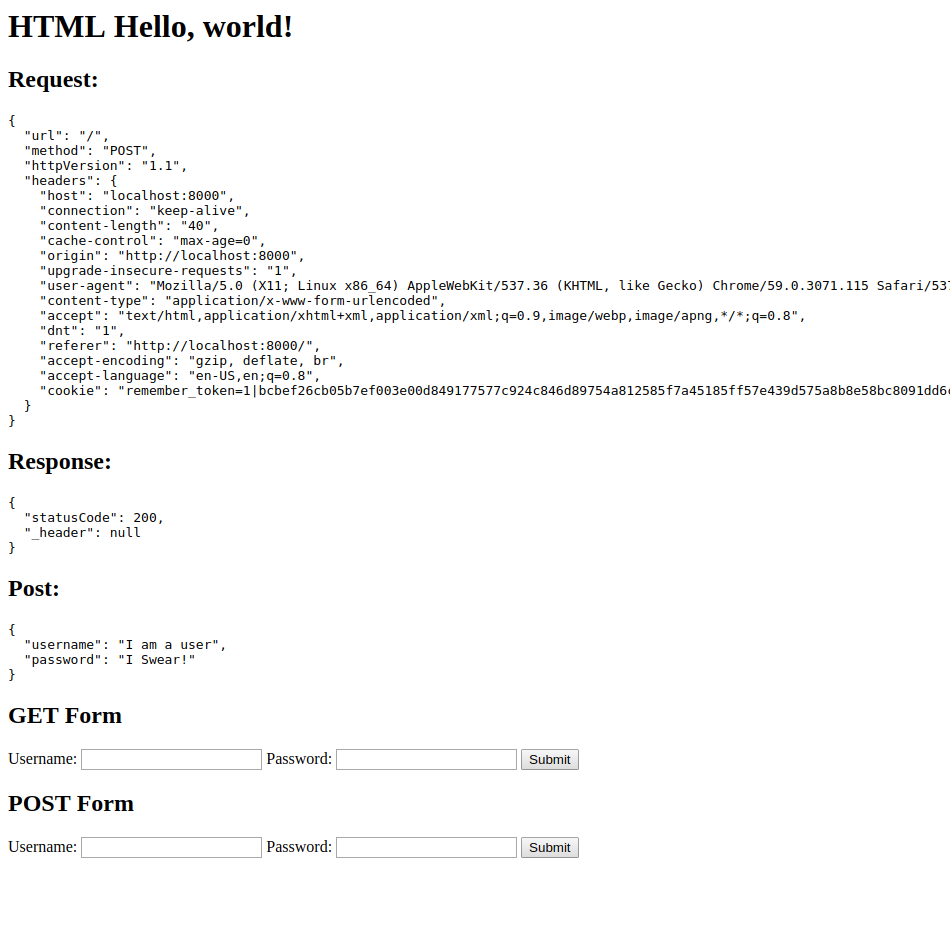 HTML Hello, world!
Request:
{
  "url": "/",
  "method": "POST",
  "httpVersion": "1.1",
  "headers": {
    "host": "localhost:8000",
    "connection": "keep-alive",
    "content-length": "40",
    "cache-control": "max-age=0",
    "origin": "http://localhost:8000",
    "upgrade-insecure-requests": "1",
    "user-agent": "Mozilla/5.0 (X11; Linux x86_64) AppleWebKit/537.36 (KHTML, like Gecko) Chrome/59.0.3071.115 Safari/537
    "content-type": "application/x-www-form-urlencoded",
    "accept": "text/html,application/xhtml+xml,application/xml;q=0.9,image/webp,image/apng,*/*;q=0.8",
    "dnt": "1",
    "referer": "http://localhost:8000/",
    "accept-encoding": "gzip, deflate, br",
    "accept-language": "en-US,en;q=0.8",
    "cookie": "remember_token=1|bcbef26cb05b7ef003e00d849177577c924c846d89754a812585f7a45185ff57e439d575a8b8e58bc8091dd6
  }
}
Response:
{
  "statusCode": 200,
  "_header": null
}
Post:
{
  "username": "I am a user",
  "password": "I Swear!"
}
GET Form
Username: Password: Submit
POST Form
Username: Password: Submit